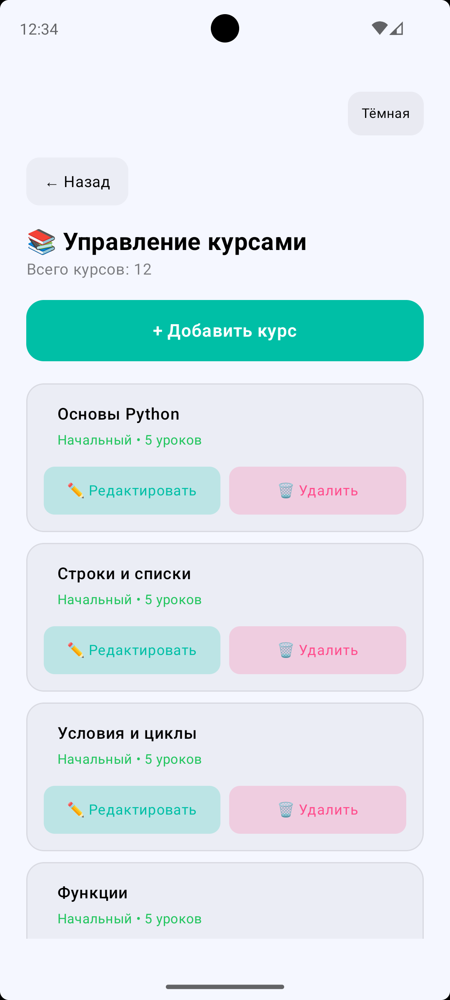 12:34
Тёмная
← Назад
📚 Управление курсами
Всего курсов: 12
+ Добавить курс
Основы Python
Начальный • 5 уроков
✏️ Редактировать 🗑️ Удалить
Строки и списки
Начальный • 5 уроков
✏️ Редактировать 🗑️ Удалить
Условия и циклы
Начальный • 5 уроков
✏️ Редактировать 🗑️ Удалить
Функции
Начальный • 5 уроков